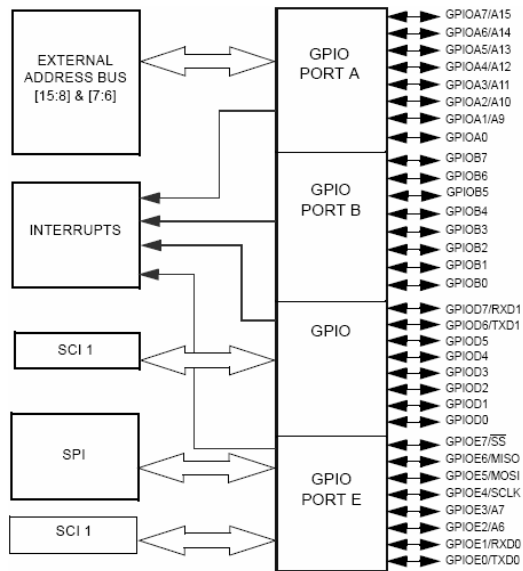 EXTERNAL
ADDRESS BUS
[15:8] & [7:6]
INTERRUPTS
SCI 1
SPI
SCI 1
GPIO
PORT A
GPIO
PORT B
GPIO
GPIO
PORT E
GPIOA7/A15
GPIOA6/A14
GPIOA5/A13
GPIOA4/A12
GPIOA3/A11
GPIOA2/A10
GPIOA1/A9
GPIOA0
GPIOB7
GPIOB6
GPIOB5
GPIOB4
GPIOB3
GPIOB2
GPIOB1
GPIOB0
GPIOD7/RXD1
GPIOD6/TXD1
GPIOD5
GPIOD4
GPIOD3
GPIOD2
GPIOD1
GPIOD0
GPIOE7/SS
GPIOE6/MISO
GPIOE5/MOSI
GPIOE4/SCLK
GPIOE3/A7
GPIOE2/A6
GPIOE1/RXD0
GPIOE0/TXD0